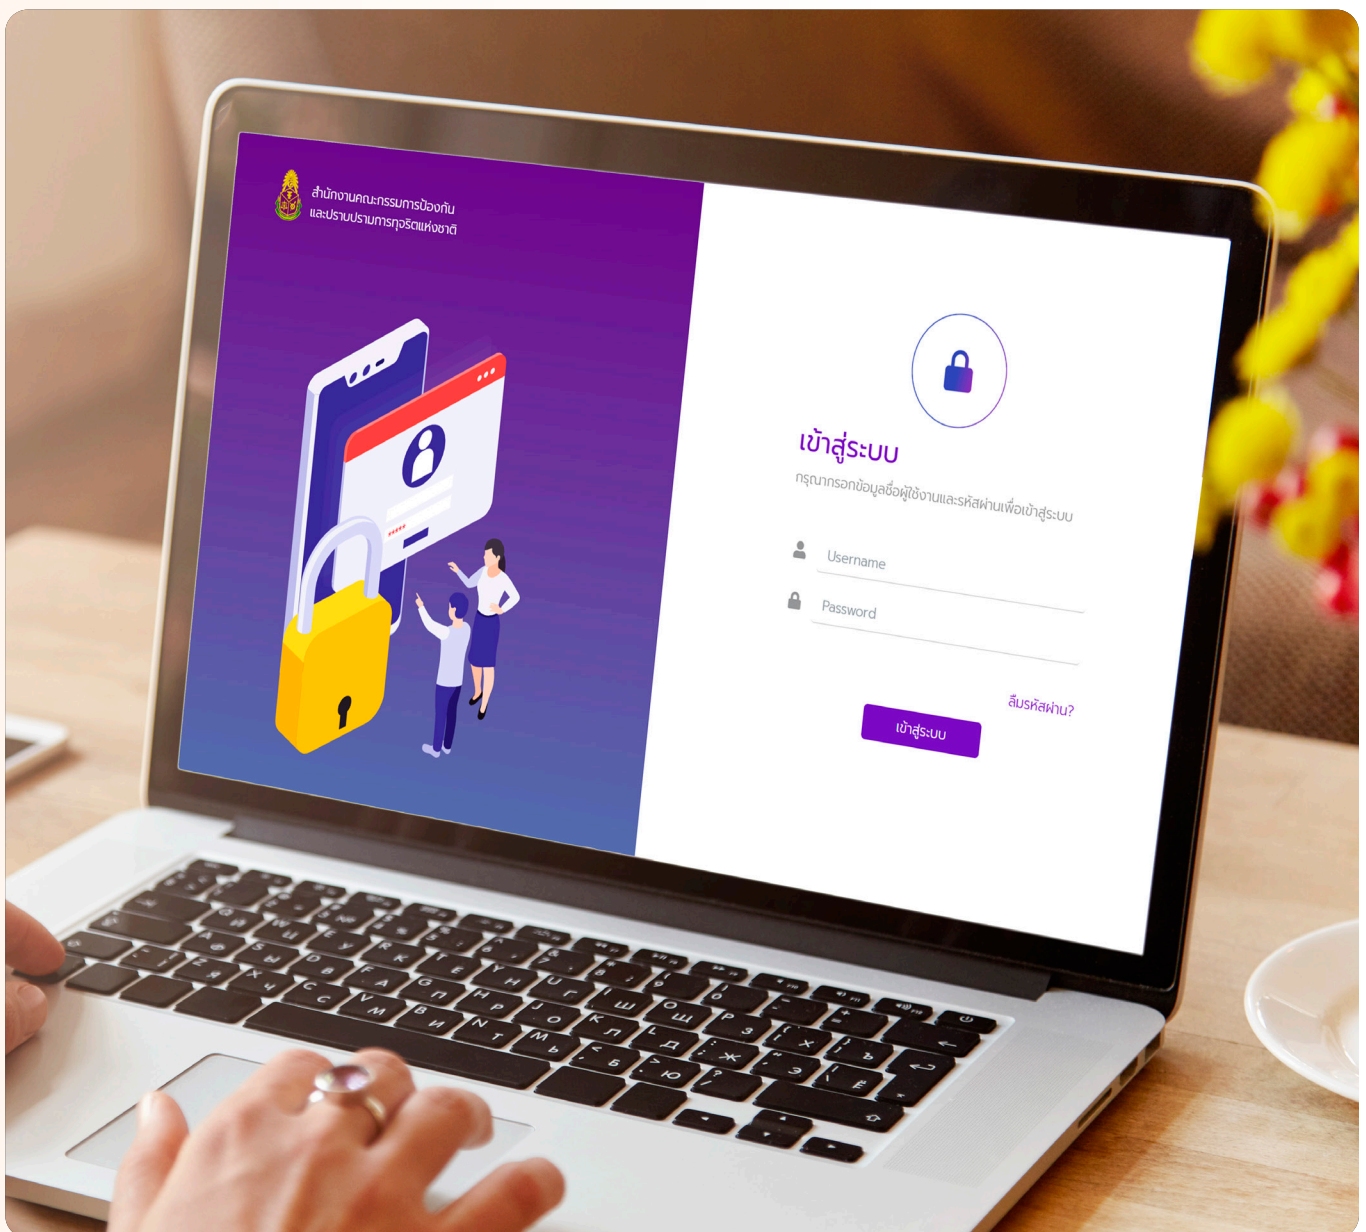 สำนักงานคณะกรรมการป้องกัน
และปราบปรามการทุจริตแห่งชาติ
เข้าสู่ระบบ
กรุณากรอกข้อมูลชื่อผู้ใช้งานและรหัสผ่านเพื่อเข้าสู่ระบบ
Username
Password
ลืมรหัสผ่าน?
เข้าสู่ระบบ